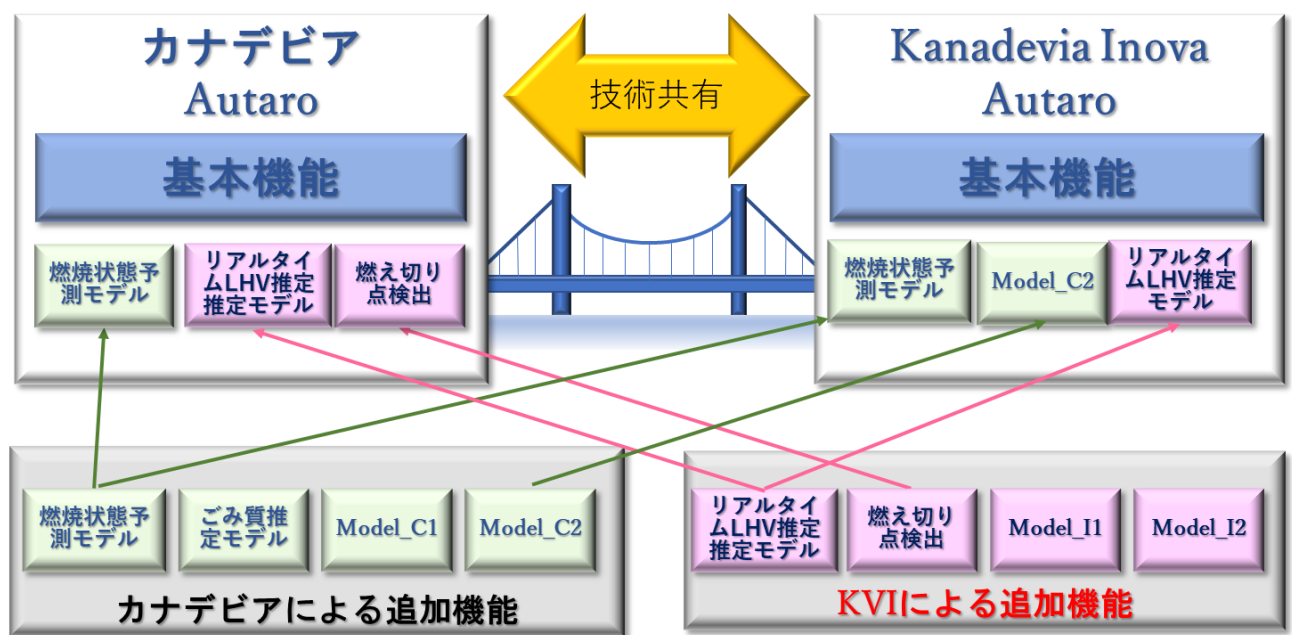 カナデビア
Autaro
基本機能
燃焼状態予
測モデル
リアルタイ
ムLHV推定
推定モデル
燃え切り
点検出
技術共有
Kanadevia Inova
Autaro
基本機能
燃焼状態予
測モデル
Model_C2
リアルタイ
ムLHV推定
モデル
燃焼状態予
測モデル
ごみ質推
定モデル
Model_C1
Model_C2
カナデビアによる追加機能
リアルタイ
ムLHV推定
推定モデル
燃え切り
点検出
Model_I1
Model_I2
KVIによる追加機能